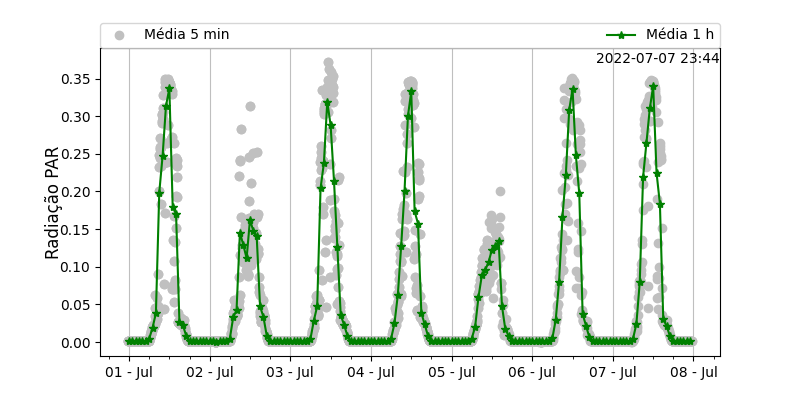 Média 5 min
Média 1 h
2022-07-07 23:44
Radiação PAR
0.35
0.30
0.25
0.20
0.15
0.10
0.05
0.00
01 - Jul
02 - Jul
03 - Jul
04 - Jul
05 - Jul
06 - Jul
07 - Jul
08 - Jul